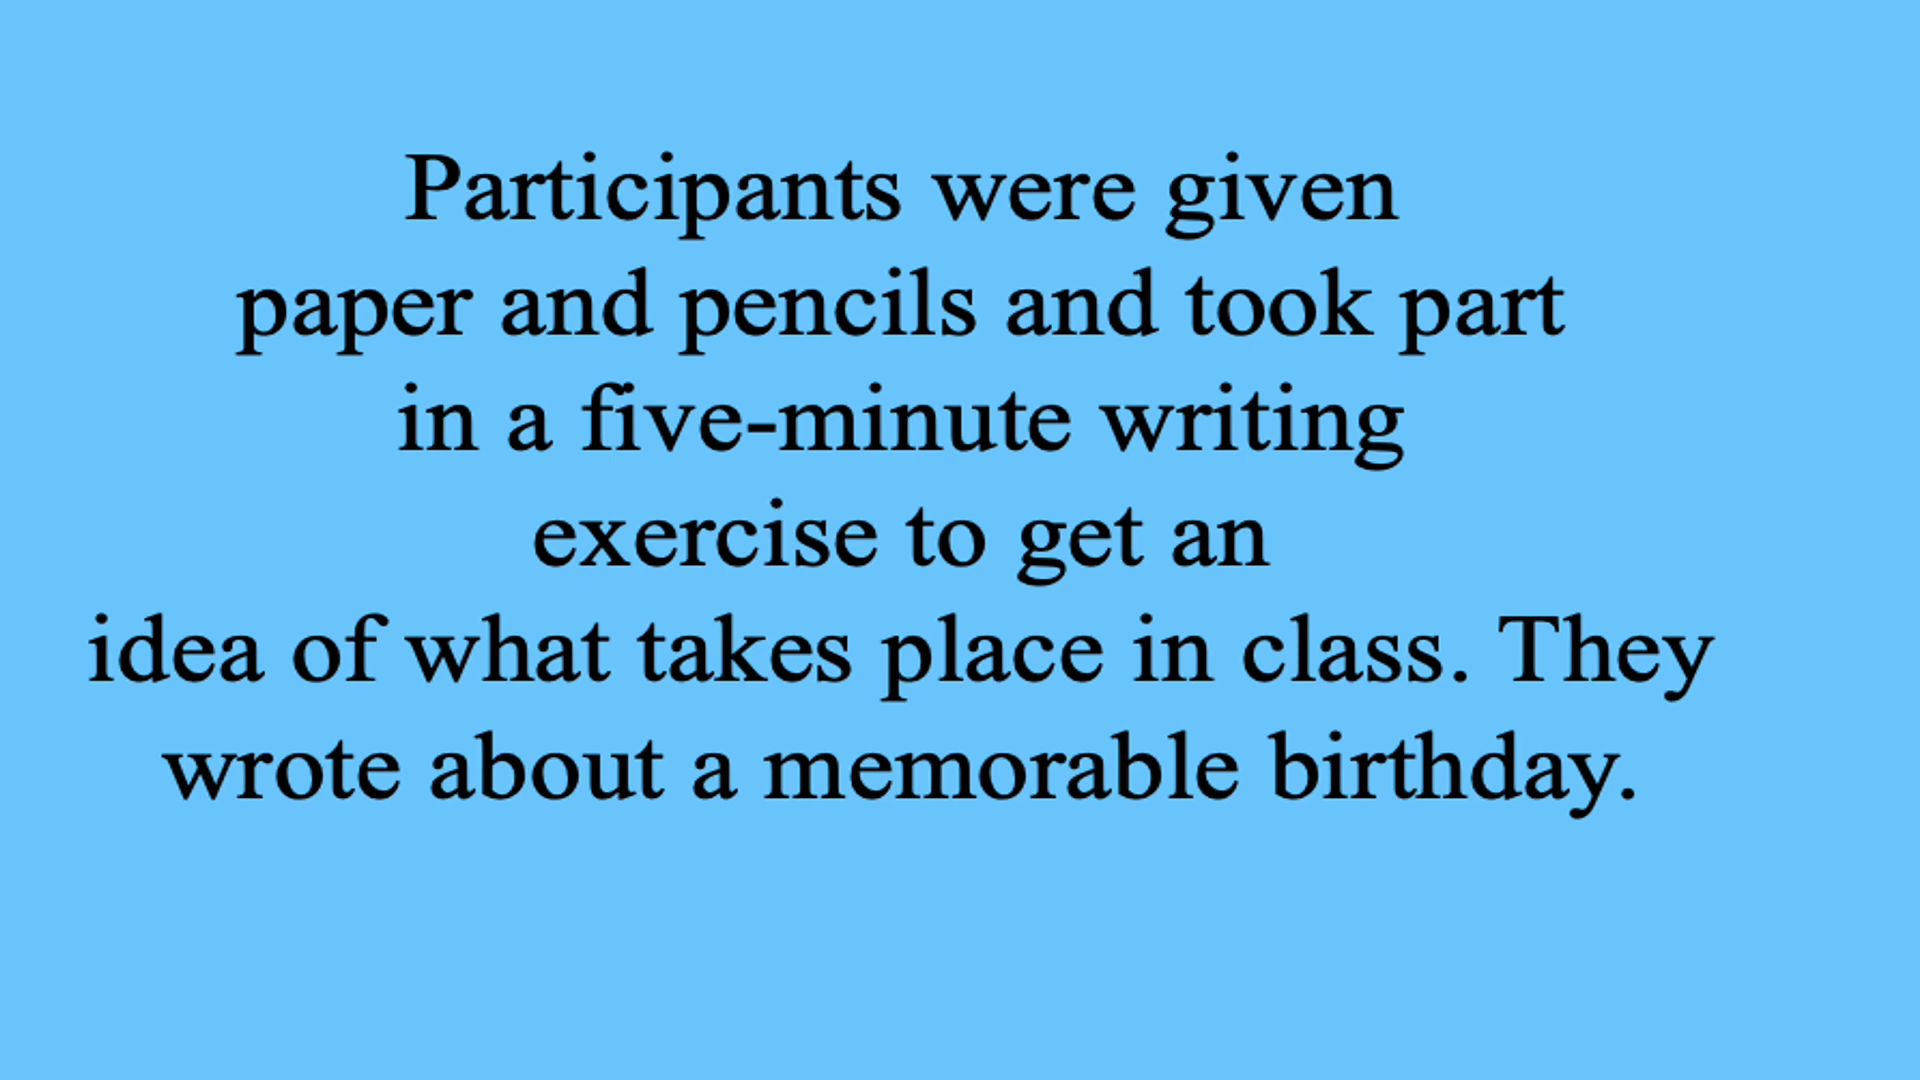 Participants were given
paper and pencils and took part
in a five-minute writing
exercise to get an
idea of what takes place in class. They
wrote about a memorable birthday.